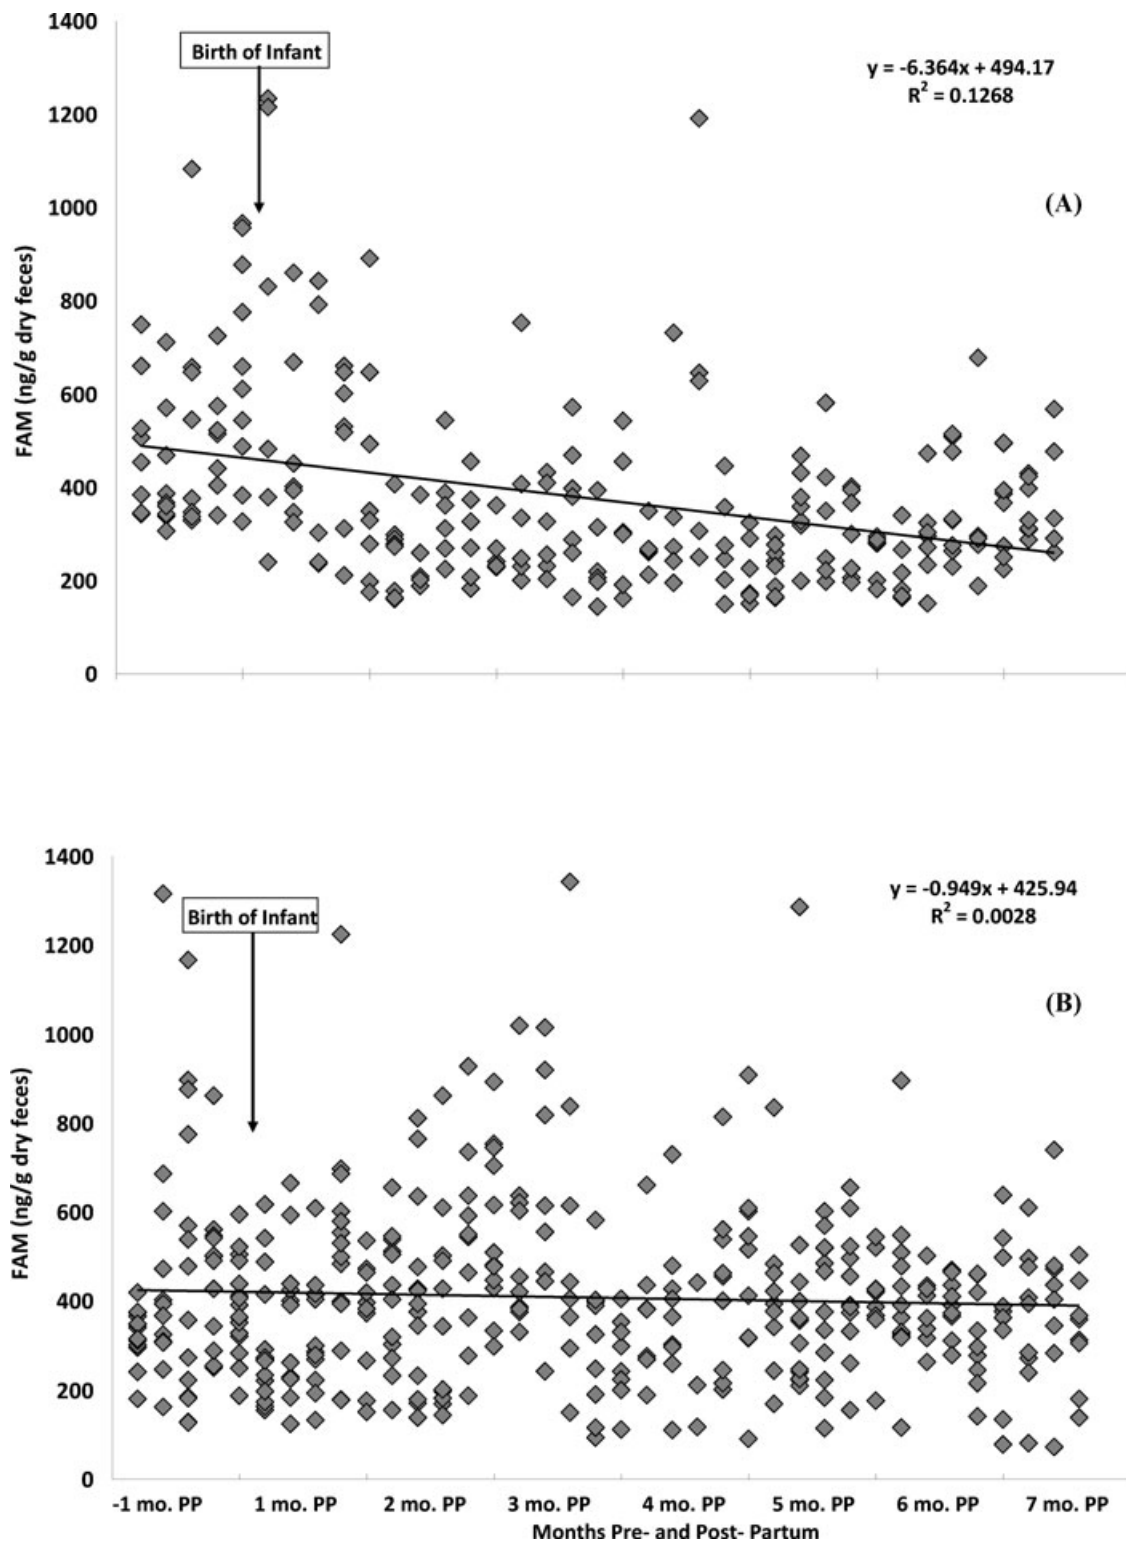 1400
Birth of Infant
y = -6.364x + 494.17
R² = 0.1268
1200
1000
(A)
800
600
400
200
0
FAM (ng/g dry feces)
1400
Birth of Infant
y = -0.949x + 425.94
R² = 0.0028
1200
1000
(B)
800
600
400
200
0
FAM (ng/g dry feces)
-1 mo. PP 1 mo. PP 2 mo. PP 3 mo. PP 4 mo. PP 5 mo. PP 6 mo. PP 7 mo. PP
Months Pre- and Post- Partum